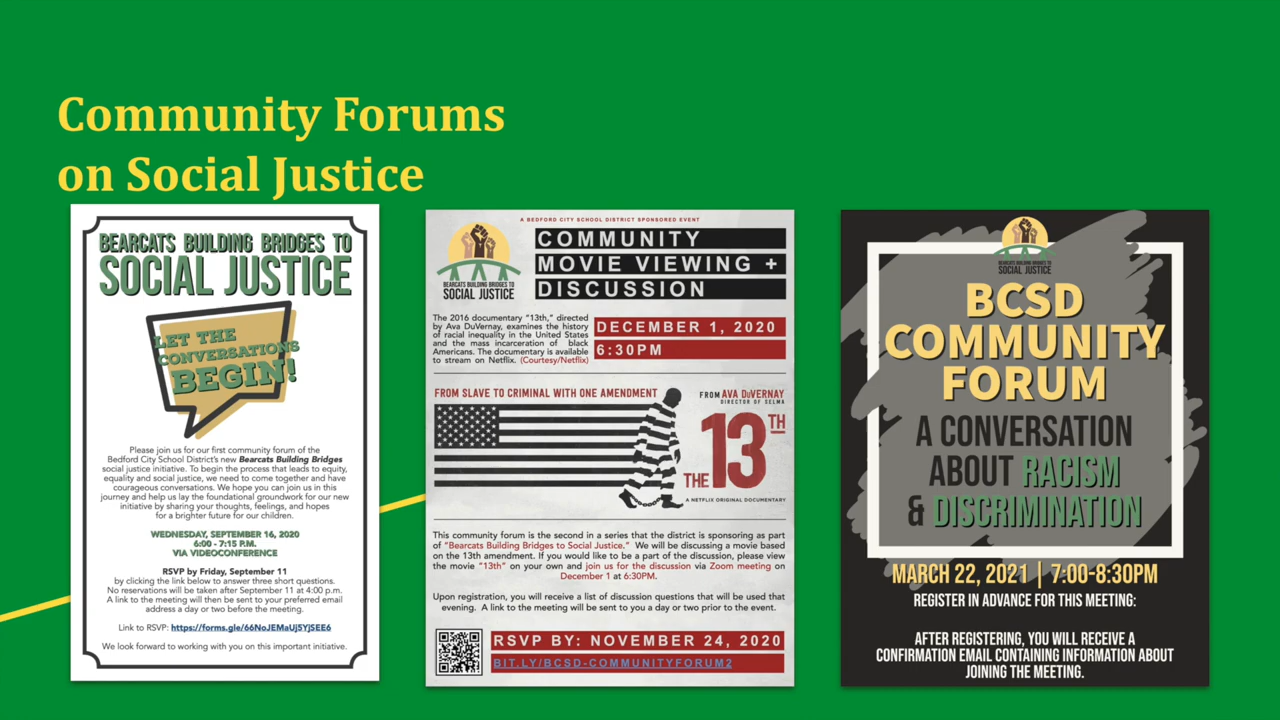 Community Forums
on Social Justice
BEARCATS BUILDING BRIDGES TO
SOCIAL JUSTICE
LET THE
CONVERSATIONS
BEGIN!
Please join us for our first community forum of the
Bedford City School District's new Bearcats Building Bridges
social justice initiative. To begin the process that leads to equity,
equality and social justice, we need to come together and have
courageous conversations. We hope you can join us in this
journey and help us lay the foundational groundwork for our new
initiative by sharing your thoughts, feelings, and hopes
for a brighter future for our children.
WEDNESDAY, SEPTEMBER 16, 2020
6:00 - 7:15 P.M.
VIA VIDEOCONFERENCE
RSVP by Friday, September 11
by clicking the link below to answer three short questions.
No reservations will be taken after September 11 at 4:00 p.m.
A link to the meeting will then be sent to your preferred email
address a day or two before the meeting.
Link to RSVP: https://forms.gle/66NoJEMaUj5YjSEE6
We look forward to working with you on this important initiative.
A BEDFORD CITY SCHOOL DISTRICT SPONSORED EVENT
BEARCATS BUILDING BRIDGES TO
SOCIAL JUSTICE
COMMUNITY
MOVIE VIEWING +
DISCUSSION
The 2016 documentary "13th," directed
by Ava DuVernay, examines the history
of racial inequality in the United States
and the mass incarceration of black
Americans. The documentary is available
to stream on Netflix. (Courtesy/Netflix)
DECEMBER 1, 2020
6:30PM
FROM SLAVE TO CRIMINAL WITH ONE AMENDMENT
FROM AVA DUVERNAY
DIRECTOR OF SELMA
THE 13TH
A NETFLIX ORIGINAL DOCUMENTARY
This community forum is the second in a series that the district is sponsoring as part
of "Bearcats Building Bridges to Social Justice." We will be discussing a movie based
on the 13th amendment. If you would like to be a part of the discussion, please view
the movie "13th" on your own and join us for the discussion via Zoom meeting on
December 1 at 6:30PM.
Upon registration, you will receive a list of discussion questions that will be used that
evening. A link to the meeting will be sent to you a day or two prior to the event.
RSVP BY: NOVEMBER 24, 2020
BIT.LY/BCSD-COMMUNITYFORUM2
BEARCATS BUILDING BRIDGES TO
SOCIAL JUSTICE
BCSD
COMMUNITY
FORUM
A CONVERSATION
ABOUT RACISM
& DISCRIMINATION
MARCH 22, 2021 | 7:00-8:30PM
REGISTER IN ADVANCE FOR THIS MEETING:
AFTER REGISTERING, YOU WILL RECEIVE A
CONFIRMATION EMAIL CONTAINING INFORMATION ABOUT
JOINING THE MEETING.